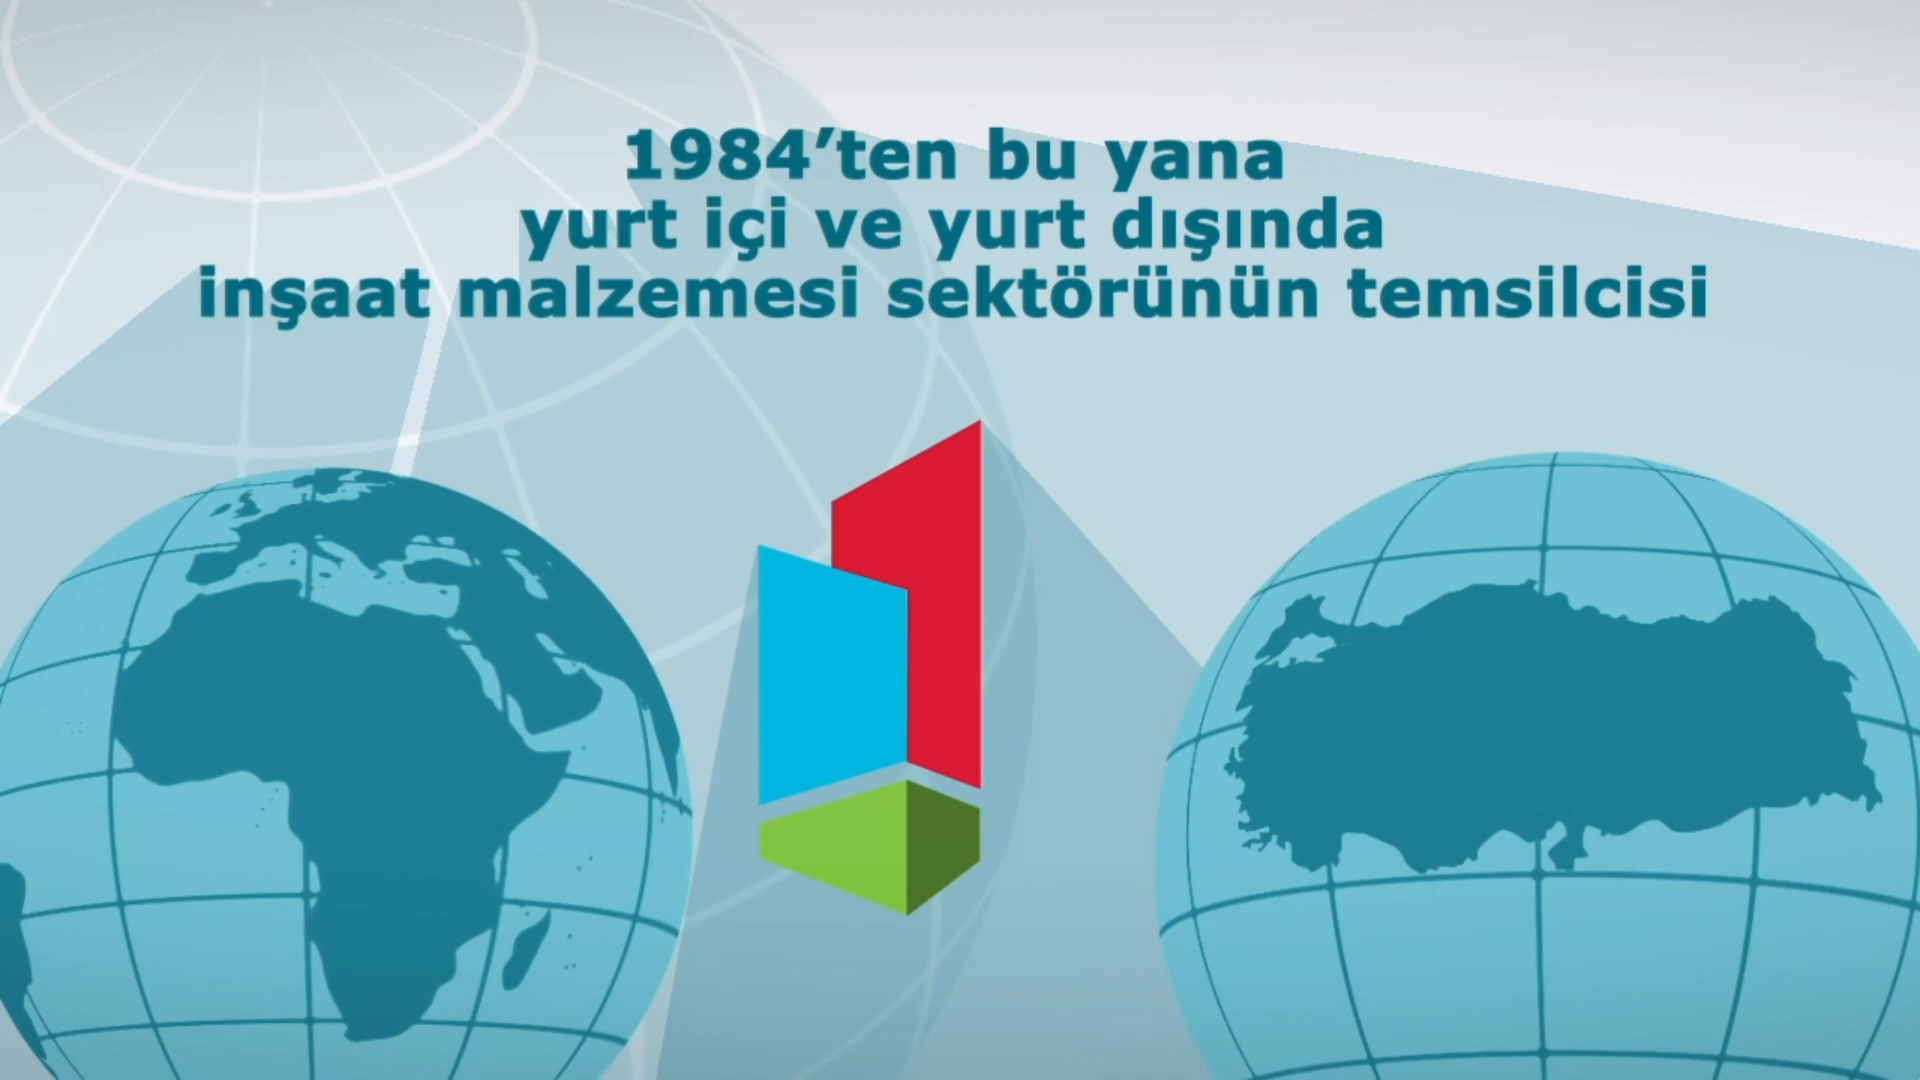 1984’ten bu yana
yurt içi ve yurt dışında
inşaat malzemesi sektörünün temsilcisi